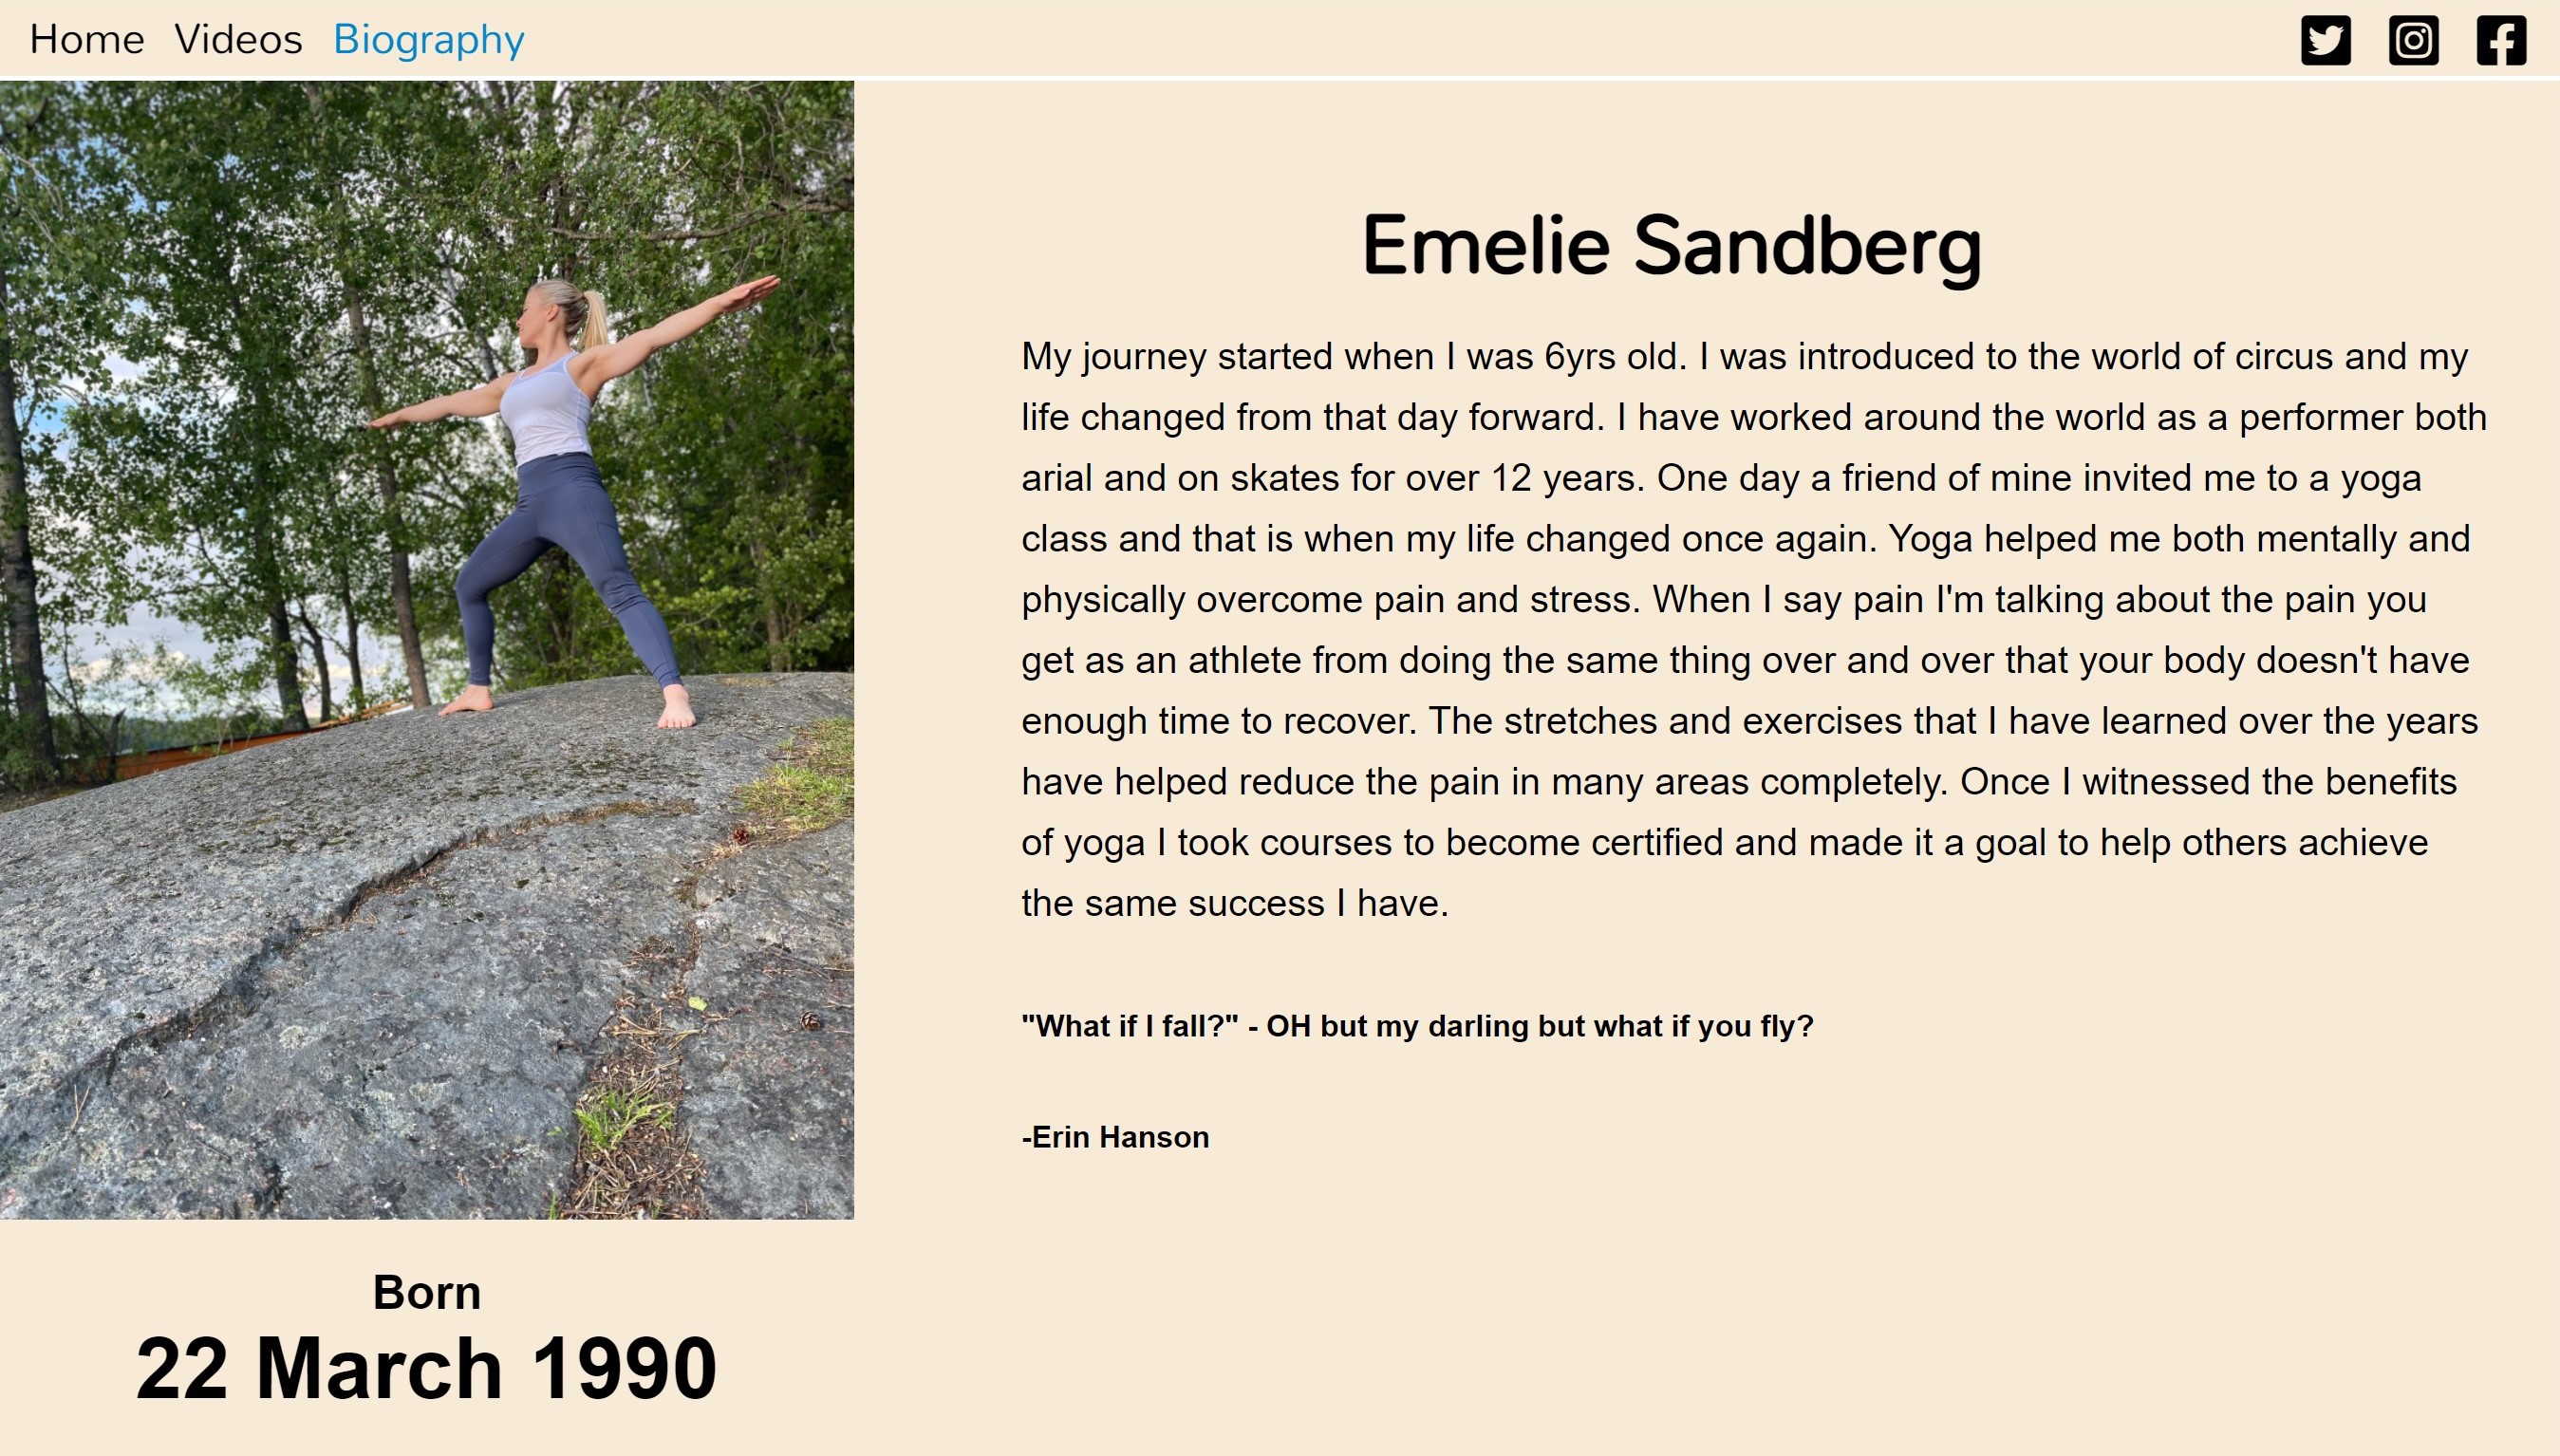 Home Videos Biography
Emelie Sandberg
My journey started when I was 6yrs old. I was introduced to the world of circus and my
life changed from that day forward. I have worked around the world as a performer both
arial and on skates for over 12 years. One day a friend of mine invited me to a yoga
class and that is when my life changed once again. Yoga helped me both mentally and
physically overcome pain and stress. When I say pain I'm talking about the pain you
get as an athlete from doing the same thing over and over that your body doesn't have
enough time to recover. The stretches and exercises that I have learned over the years
have helped reduce the pain in many areas completely. Once I witnessed the benefits
of yoga I took courses to become certified and made it a goal to help others achieve
the same success I have.
"What if I fall?" - OH but my darling but what if you fly?
-Erin Hanson
Born
22 March 1990